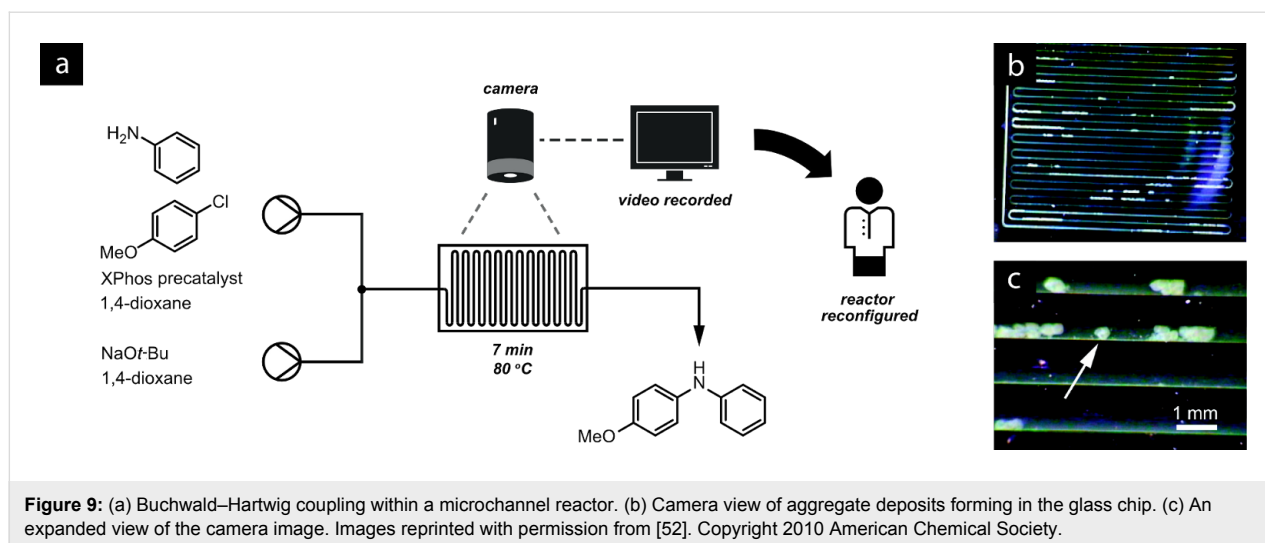 a
camera
video recorded
reactor
reconfigured
H₂N
Cl
MeO
XPhos precatalyst
1,4-dioxane
NaOt-Bu
1,4-dioxane
7 min
80 °C
H
N
MeO
b
c
1 mm
Figure 9: (a) Buchwald–Hartwig coupling within a microchannel reactor. (b) Camera view of aggregate deposits forming in the glass chip. (c) An
expanded view of the camera image. Images reprinted with permission from [52]. Copyright 2010 American Chemical Society.